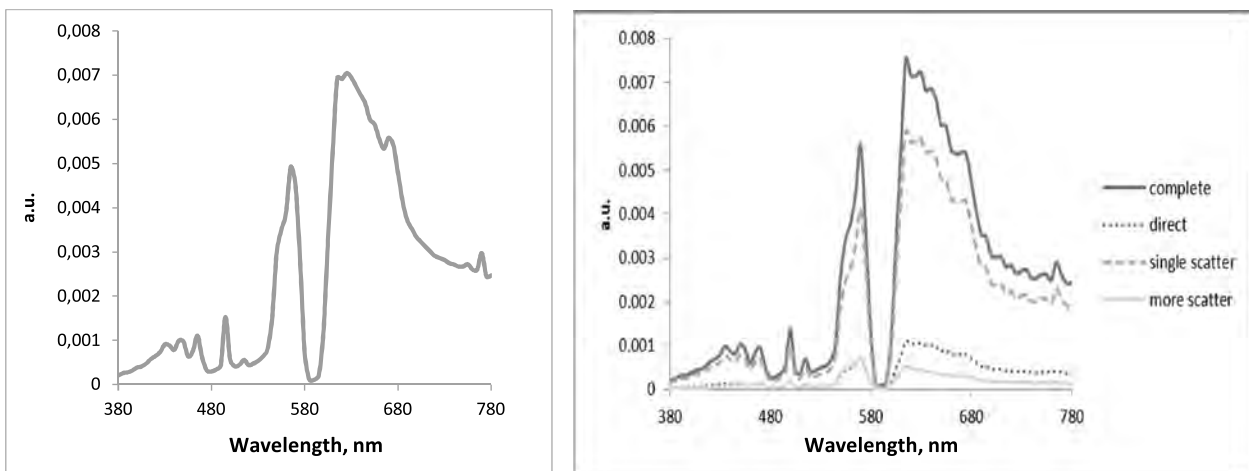 0,008
0,007
0,006
0,005
0,004
0,003
0,002
0,001
0
a.u.
380 480 580 680 780
Wavelength, nm
0.008
0.007
0.006
0.005
0.004
0.003
0.002
0.001
0
a.u.
380 480 580 680 780
Wavelength, nm
complete
direct
single scatter
more scatter